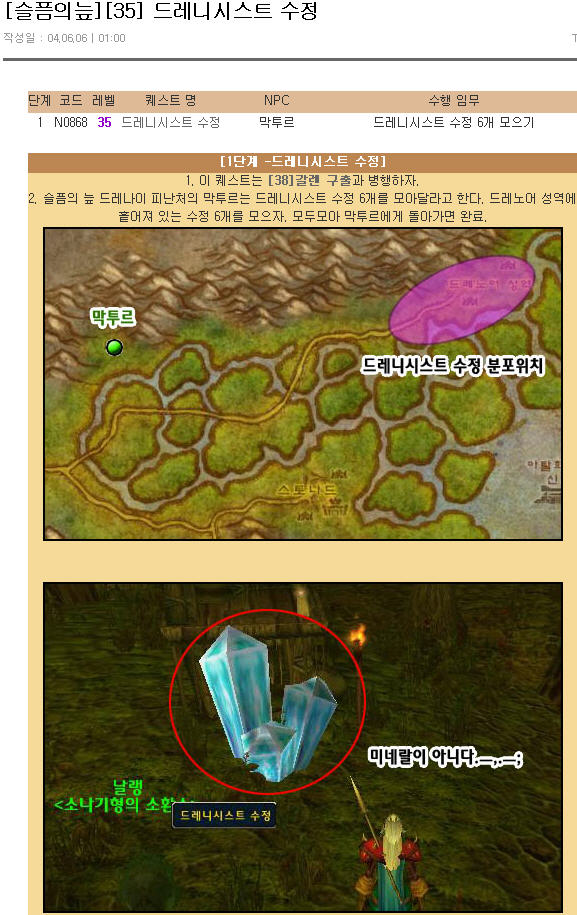 [슬픔의늪][35] 드레니시스트 수정
작성일 : 04.06.06 | 01:00
단계 코드 레벨 퀘스트 명 NPC 수행 임무
1 N0868 35 드레니시스트 수정 막투르 드레니시스트 수정 6개 모으기
[1단계 -드레니시스트 수정]
1. 이 퀘스트는 [38]갈렌 구출과 병행하자.
2. 슬픔의 늪 드레나이 피난처의 막투르는 드레니시스트 수정 6개를 모아달라고 한다. 드레노어 성역에
흩어져 있는 수정 6개를 모으자. 모두모아 막투르에게 돌아가면 완료.
드레노어 성역
막투르
드레니시스트 수정 분포위치
스토나드
미네랄이 아니다.ㅡ,.ㅡ;
날랭
<소나기형의 소환수>
드레니시스트 수정